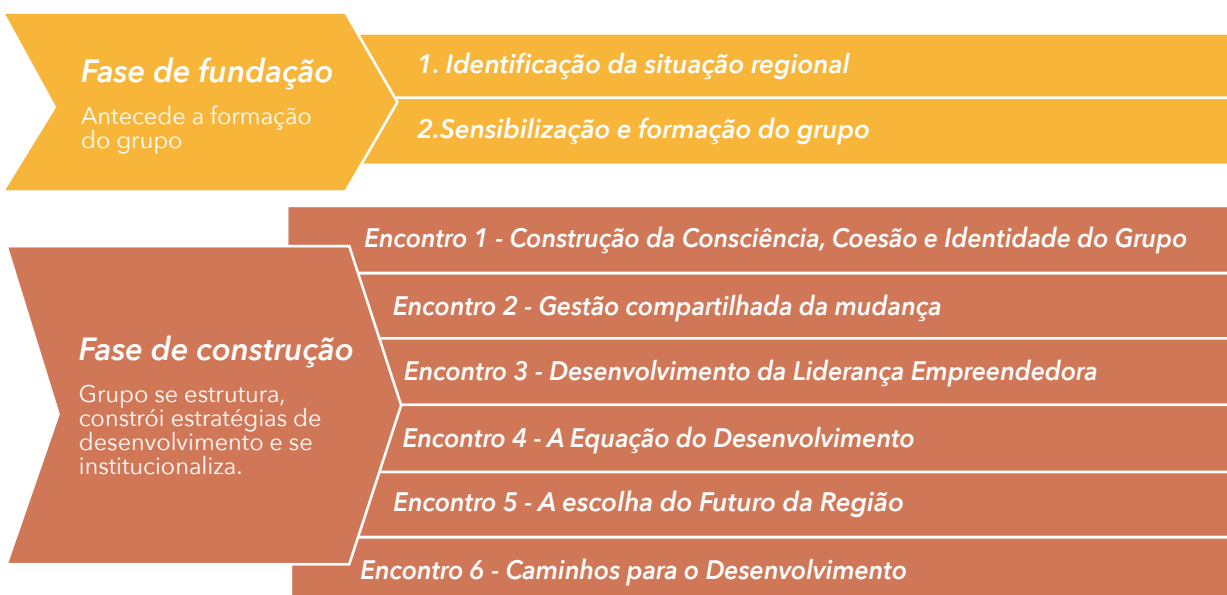 Fase de fundação
Antecede a formação
do grupo
1. Identificação da situação regional
2.Sensibilização e formação do grupo
Fase de construção
Grupo se estrutura,
constrói estratégias de
desenvolvimento e se
institucionaliza.
Encontro 1 - Construção da Consciência, Coesão e Identidade do Grupo
Encontro 2 - Gestão compartilhada da mudança
Encontro 3 - Desenvolvimento da Liderança Empreendedora
Encontro 4 - A Equação do Desenvolvimento
Encontro 5 - A escolha do Futuro da Região
Encontro 6 - Caminhos para o Desenvolvimento